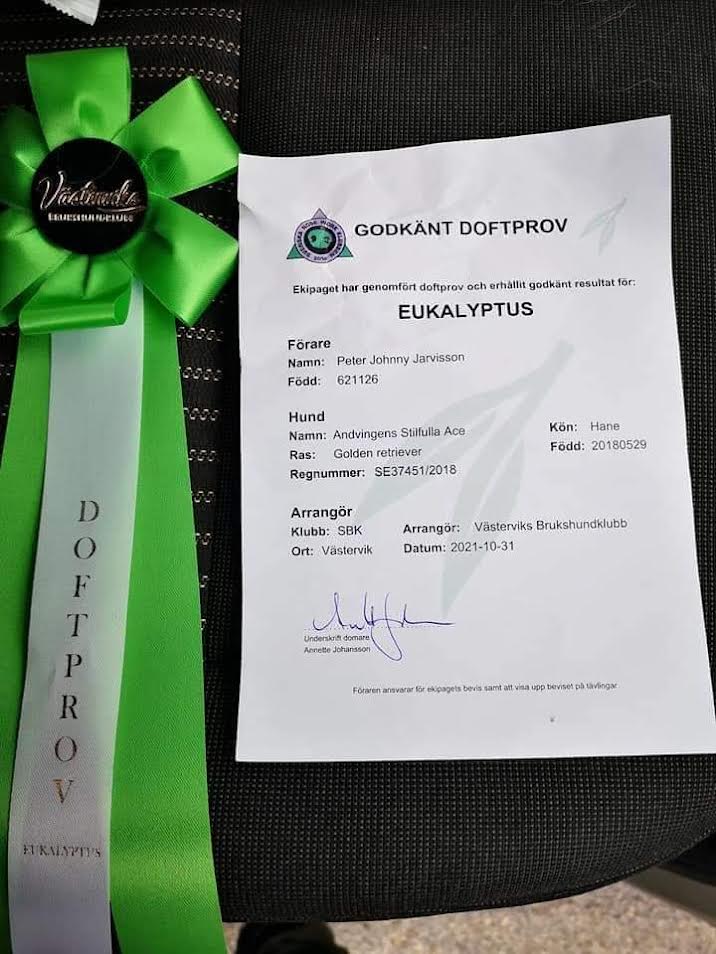 Västerviks
BRUKSHUNDKLUBB
DOFTPROV
EUKALYPTUS
GODKÄNT DOFTPROV
Ekipaget har genomfört doftprov och erhållit godkänt resultat för:
EUKALYPTUS
Förare
Namn: Peter Johnny Jarvisson
Född: 621126
Hund
Namn: Andvingens Stilfulla Ace
Kön: Hane
Ras: Golden retriever
Född: 20180529
Regnummer: SE37451/2018
Arrangör
Klubb: SBK Arrangör: Västerviks Brukshundklubb
Ort: Västervik Datum: 2021-10-31
Underskrift domare
Annette Johansson
Föraren ansvarar för ekipagets bevis samt att visa upp beviset på tävlingar